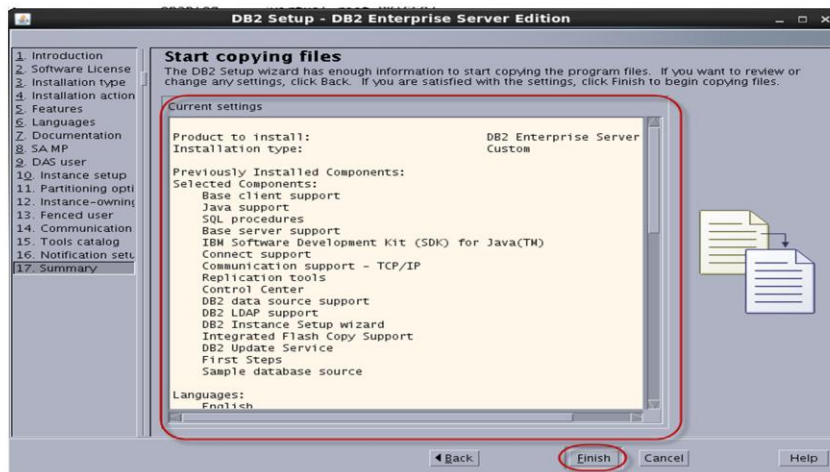 DB2 Setup - DB2 Enterprise Server Edition
1. Introduction
2. Software License
3. Installation type
4. Installation action
5. Features
6. Languages
7. Documentation
8. SA MP
9. DAS user
10. Instance setup
11. Partitioning opti
12. Instance-owning
13. Fenced user
14. Communication
15. Tools catalog
16. Notification setu
17. Summary
Start copying files
The DB2 Setup wizard has enough information to start copying the program files. If you want to review or
change any settings, click Back. If you are satisfied with the settings, click Finish to begin copying files.
Current settings
Product to install: DB2 Enterprise Server
Installation type: Custom
Previously Installed Components:
Selected Components:
Base client support
Java support
SQL procedures
Base server support
IBM Software Development Kit (SDK) for Java(TM)
Connect support
Communication support - TCP/IP
Replication tools
Control Center
DB2 data source support
DB2 LDAP support
DB2 Instance Setup wizard
Integrated Flash Copy Support
DB2 Update Service
First Steps
Sample database source
Languages:
English
Back
Finish
Cancel
Help